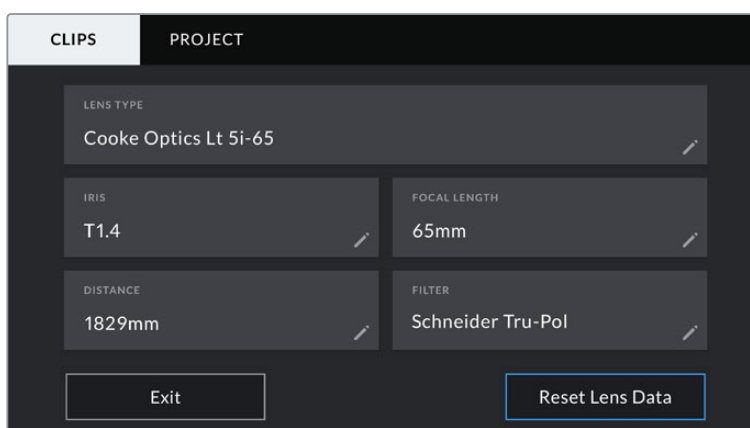 CLIPS PROJECT
LENS TYPE
Cooke Optics Lt 5i-65
IRIS FOCAL LENGTH
T1.4 65mm
DISTANCE FILTER
1829mm Schneider Tru-Pol
Exit Reset Lens Data